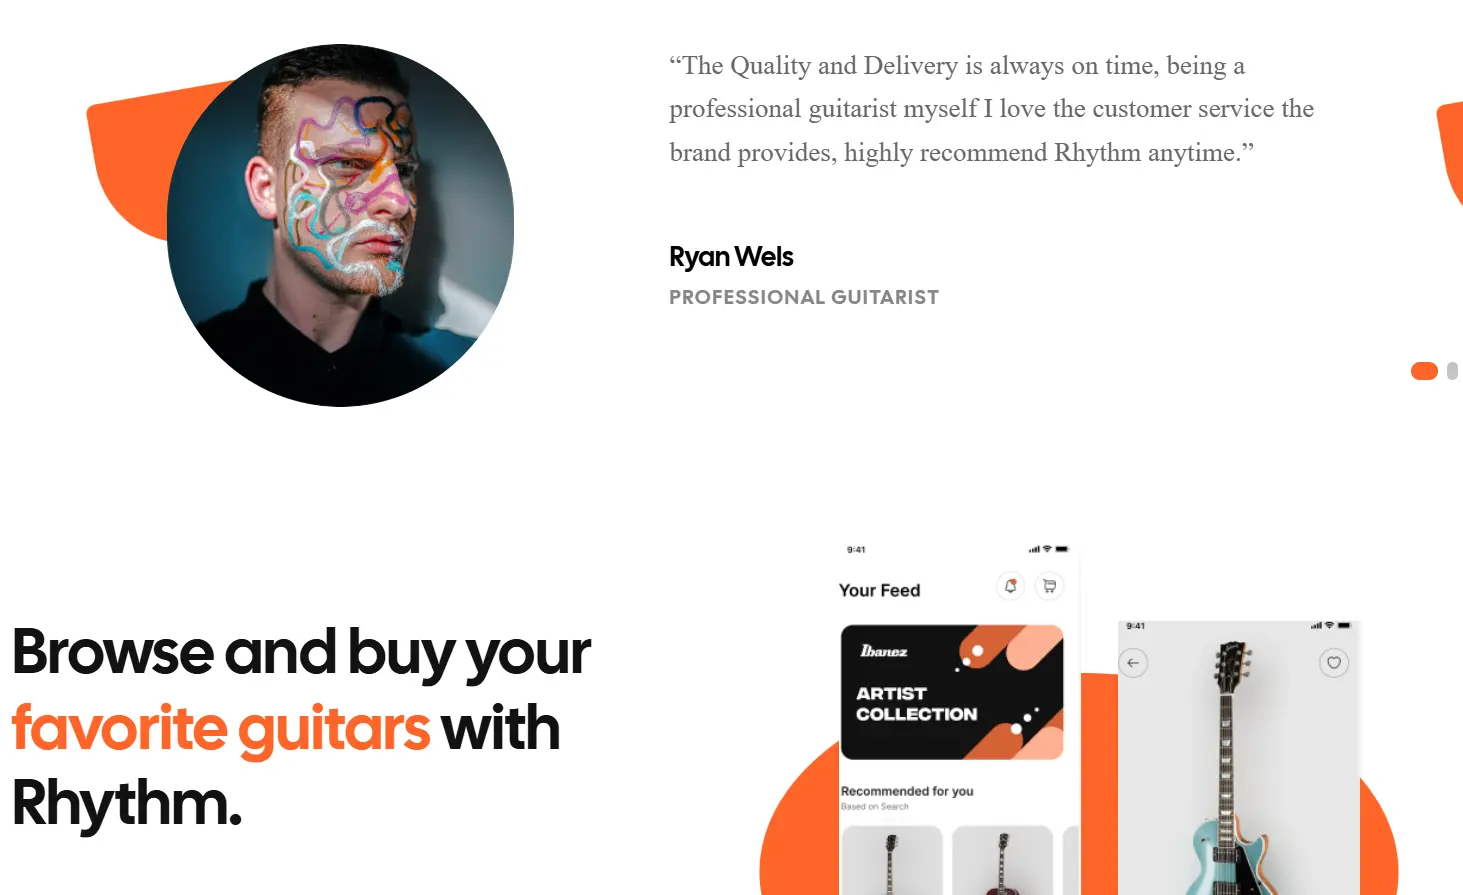 “The Quality and Delivery is always on time, being a
professional guitarist myself I love the customer service the
brand provides, highly recommend Rhythm anytime.”
Ryan Wels
PROFESSIONAL GUITARIST
Browse and buy your
favorite guitars with
Rhythm.
9:41
Your Feed
Ibanez
ARTIST
COLLECTION
Recommended for you
Based on Search
9:41